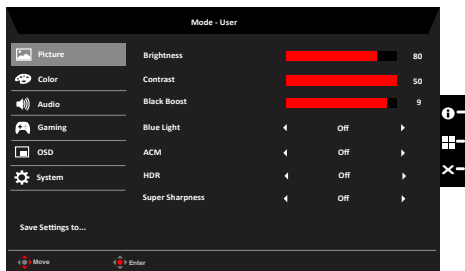 Mode - User
Picture
Color
Audio
Gaming
OSD
System
Save Settings to...
Brightness 80
Contrast 50
Black Boost 9
Blue Light Off
ACM Off
HDR Off
Super Sharpness Off
Move Enter